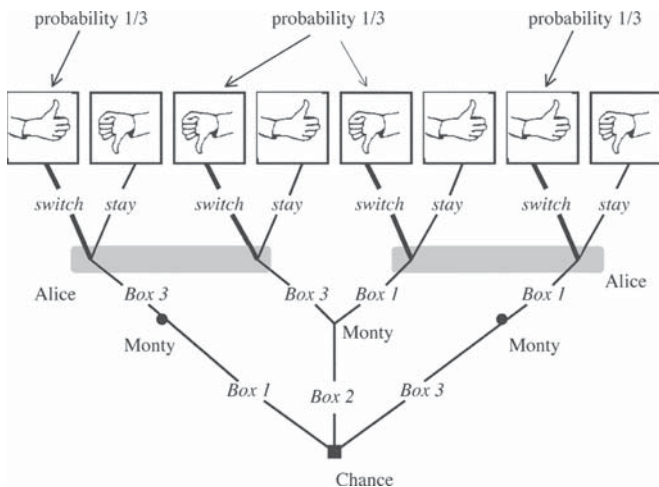 probability 1/3 probability 1/3 probability 1/3
switch stay switch stay switch stay switch stay
Alice Box 3 Box 3 Box 1 Box 1 Alice
Monty Monty Monty
Box 1 Box 2 Box 3
Chance